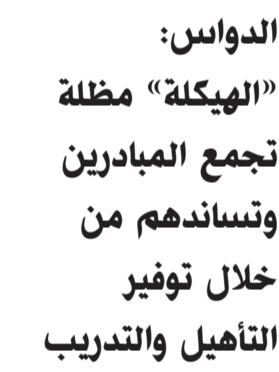 الدواس:
«الهيكلة» مظلة
تجمع المبادرين
وتساندهم من
خلال توفير
التأهيل والتدريب